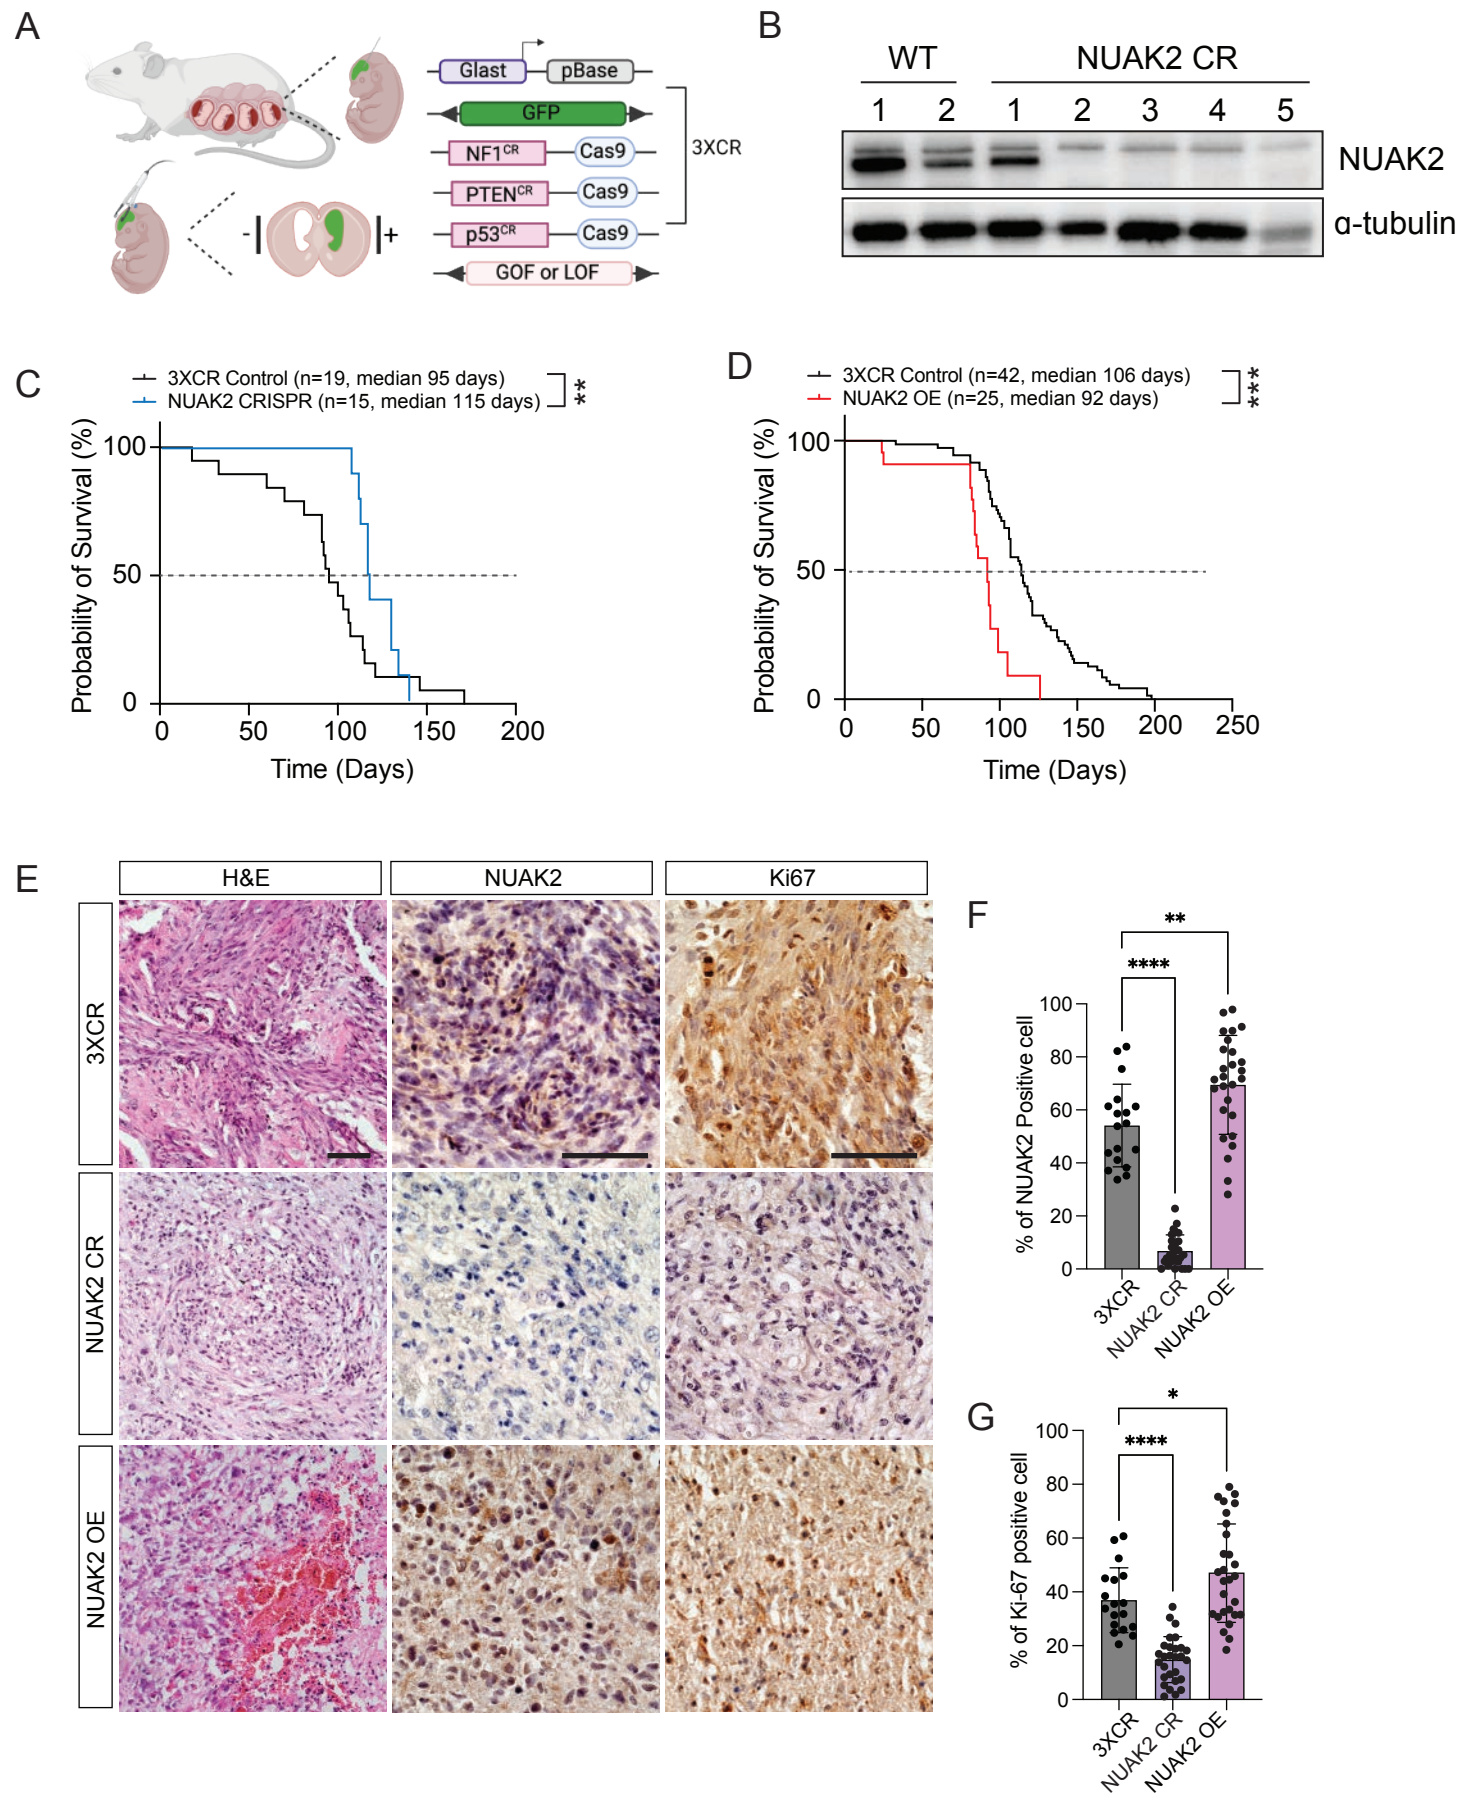 A
Glast
pBase
GFP
NF1CR
Cas9
PTENCR
Cas9
p53CR
Cas9
GOF or LOF
3XCR
-
+
B
WT
NUAK2 CR
1 2 1 2 3 4 5
NUAK2
α-tubulin
C
3XCR Control (n=19, median 95 days)
NUAK2 CRISPR (n=15, median 115 days)
**
Probability of Survival (%)
100
50
0
0 50 100 150 200
Time (Days)
D
3XCR Control (n=42, median 106 days)
NUAK2 OE (n=25, median 92 days)
***
Probability of Survival (%)
100
50
0
0 50 100 150 200 250
Time (Days)
E
H&E
NUAK2
Ki67
3XCR
NUAK2 CR
NUAK2 OE
F
**
****
% of NUAK2 Positive cell
100
80
60
40
20
0
3XCR
NUAK2 CR
NUAK2 OE
G
*
****
% of Ki-67 positive cell
100
80
60
40
20
0
3XCR
NUAK2 CR
NUAK2 OE